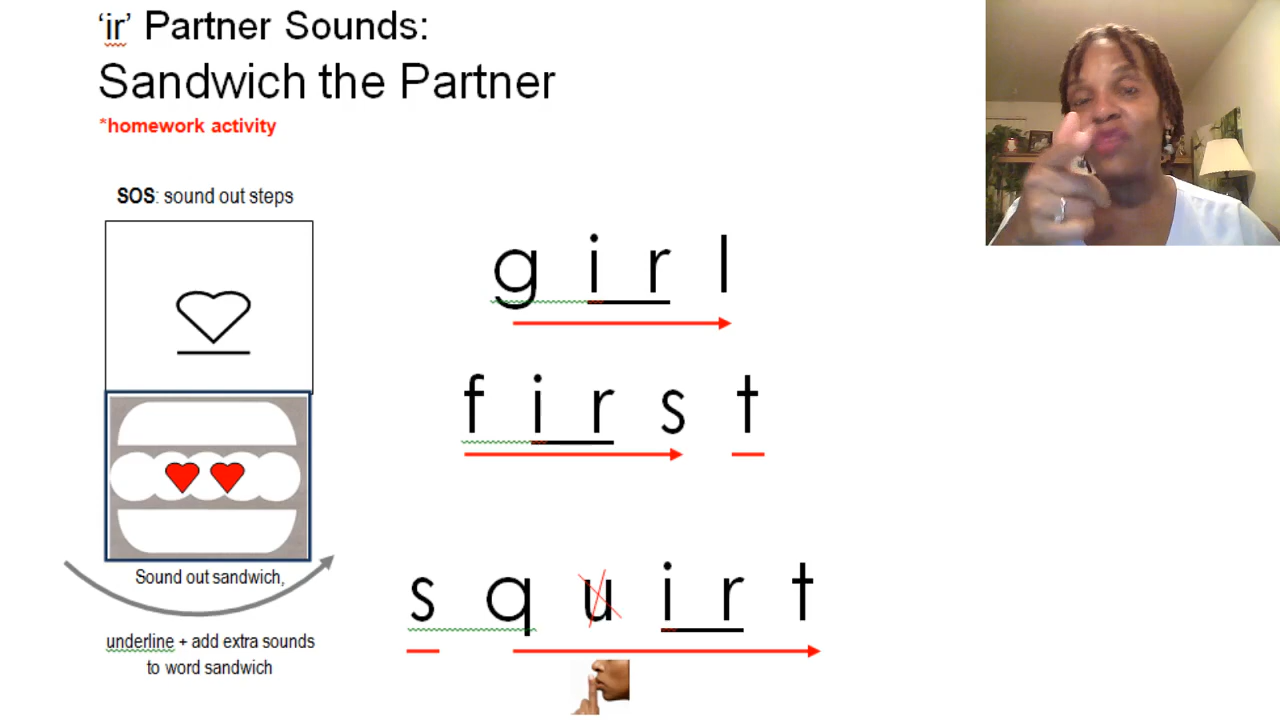 ‘ir’ Partner Sounds:
Sandwich the Partner
*homework activity
SOS: sound out steps
g i r l
f i r s t
s q u i r t
Sound out sandwich,
underline + add extra sounds
to word sandwich